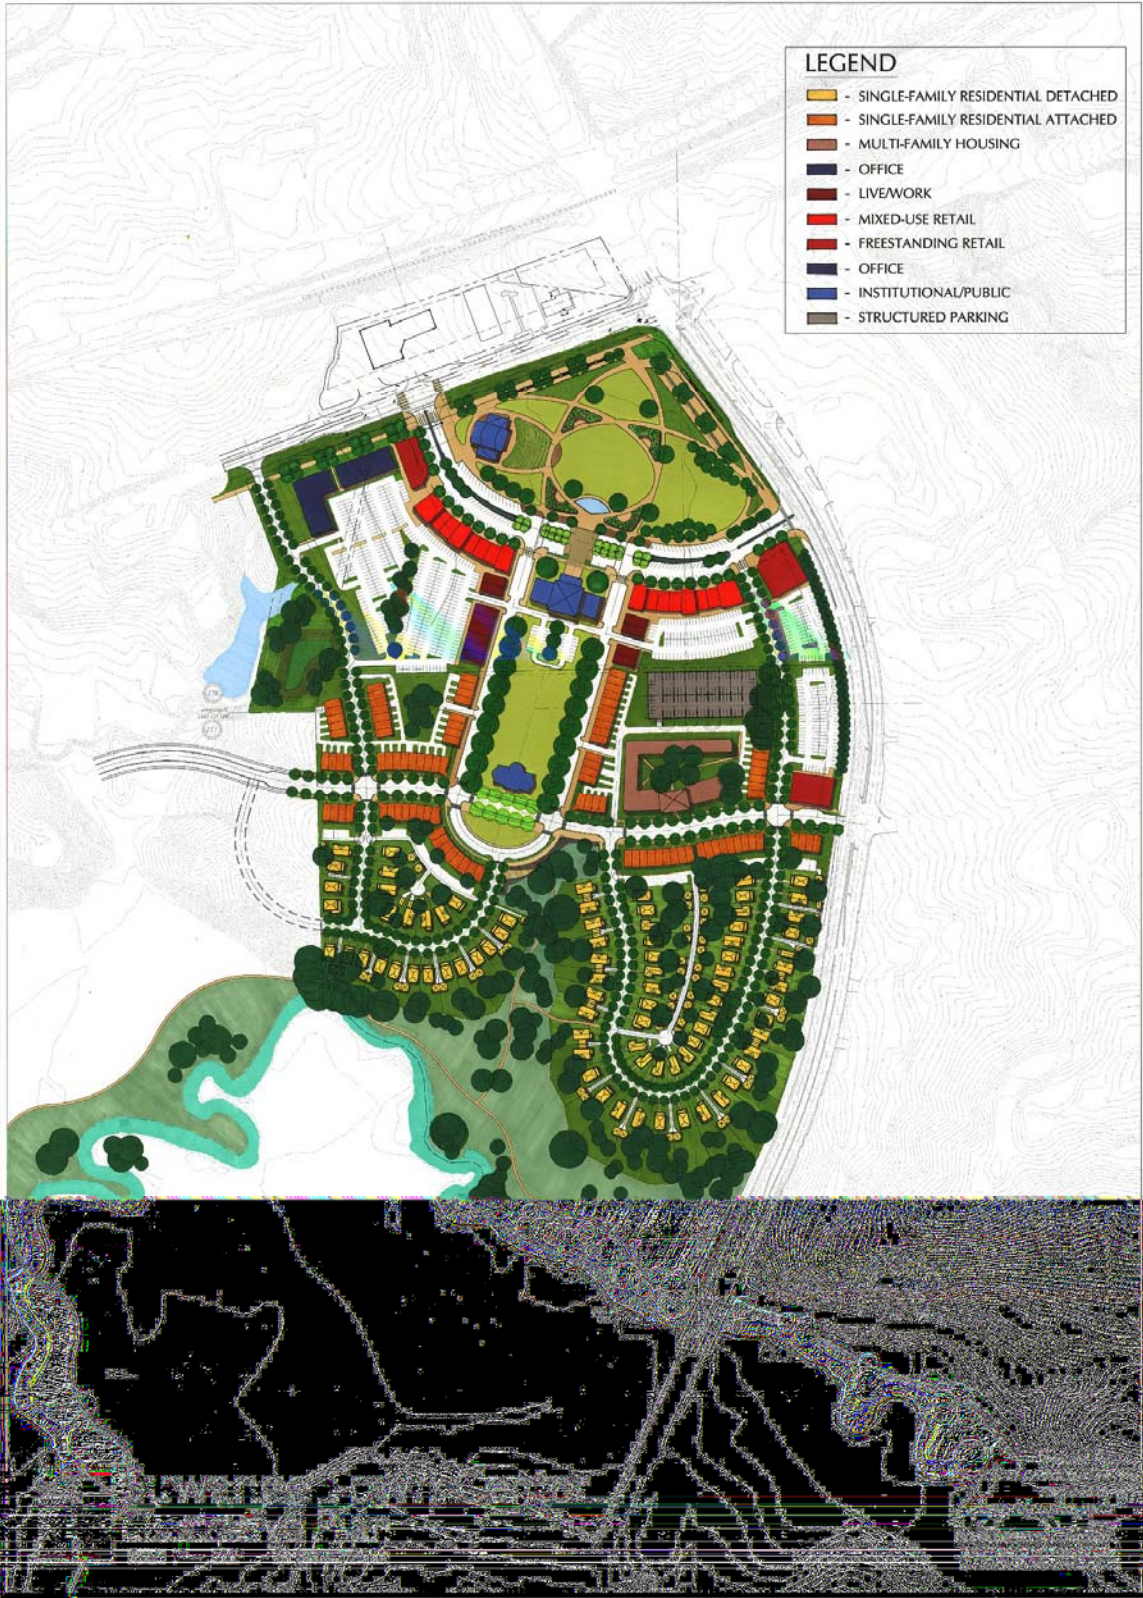 LEGEND
- SINGLE-FAMILY RESIDENTIAL DETACHED
- SINGLE-FAMILY RESIDENTIAL ATTACHED
- MULTI-FAMILY HOUSING
- OFFICE
- LIVE/WORK
- MIXED-USE RETAIL
- FREESTANDING RETAIL
- OFFICE
- INSTITUTIONAL/PUBLIC
- STRUCTURED PARKING